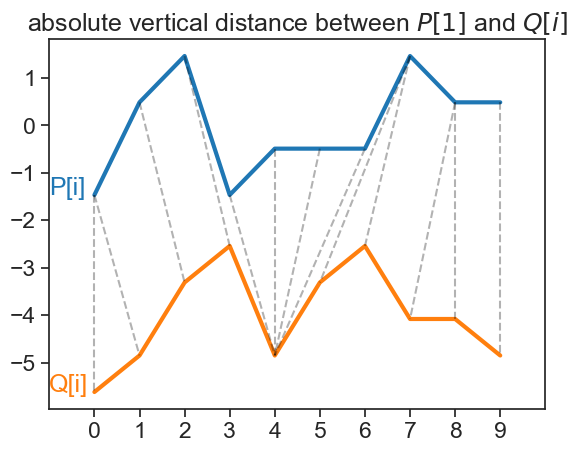 absolute vertical distance between P[1] and Q[i]
1
0
−1
−2
−3
−4
−5
P[i]
Q[i]
0 1 2 3 4 5 6 7 8 9